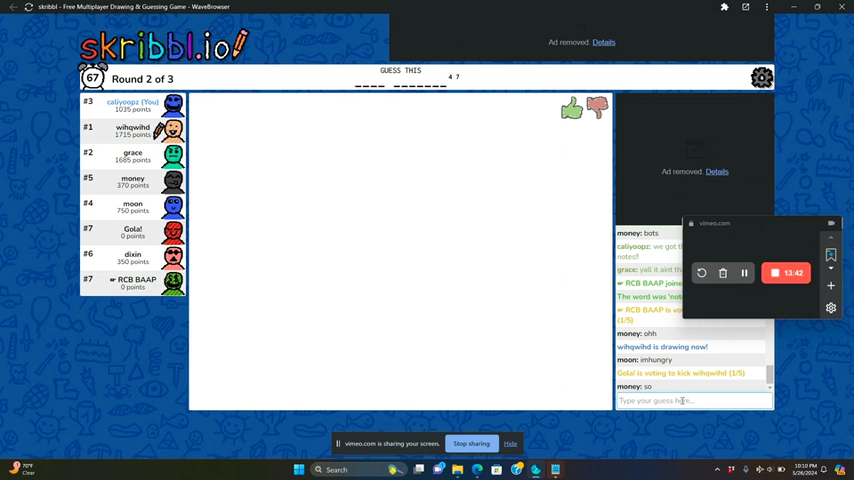 skribbl - Free Multiplayer Drawing & Guessing Game - WaveBrowser
skribbl.io
Ad removed. Details
67
Round 2 of 3
GUESS THIS
____ _______ 4 7
#3 caliyoopz (You)
1035 points
#1 wihqwihd
1715 points
#2 grace
1685 points
#5 money
370 points
#4 moon
750 points
#7 Gola!
0 points
#6 dixin
350 points
#7 RCB BAAP
0 points
Ad removed. Details
money: bots
caliyoopz: we got th
notes!!
grace: yall it aint tha
RCB BAAP joine
The word was 'not
RCB BAAP is vo
(1/5)
money: ohh
wihqwihd is drawing now!
moon: imhungry
Gola! is voting to kick wihqwihd (1/5)
money: so
Type your guess here...
vimeo.com
13:42
vimeo.com is sharing your screen.
Stop sharing
Hide
70°F
Clear
Search
10:10 PM
5/26/2024